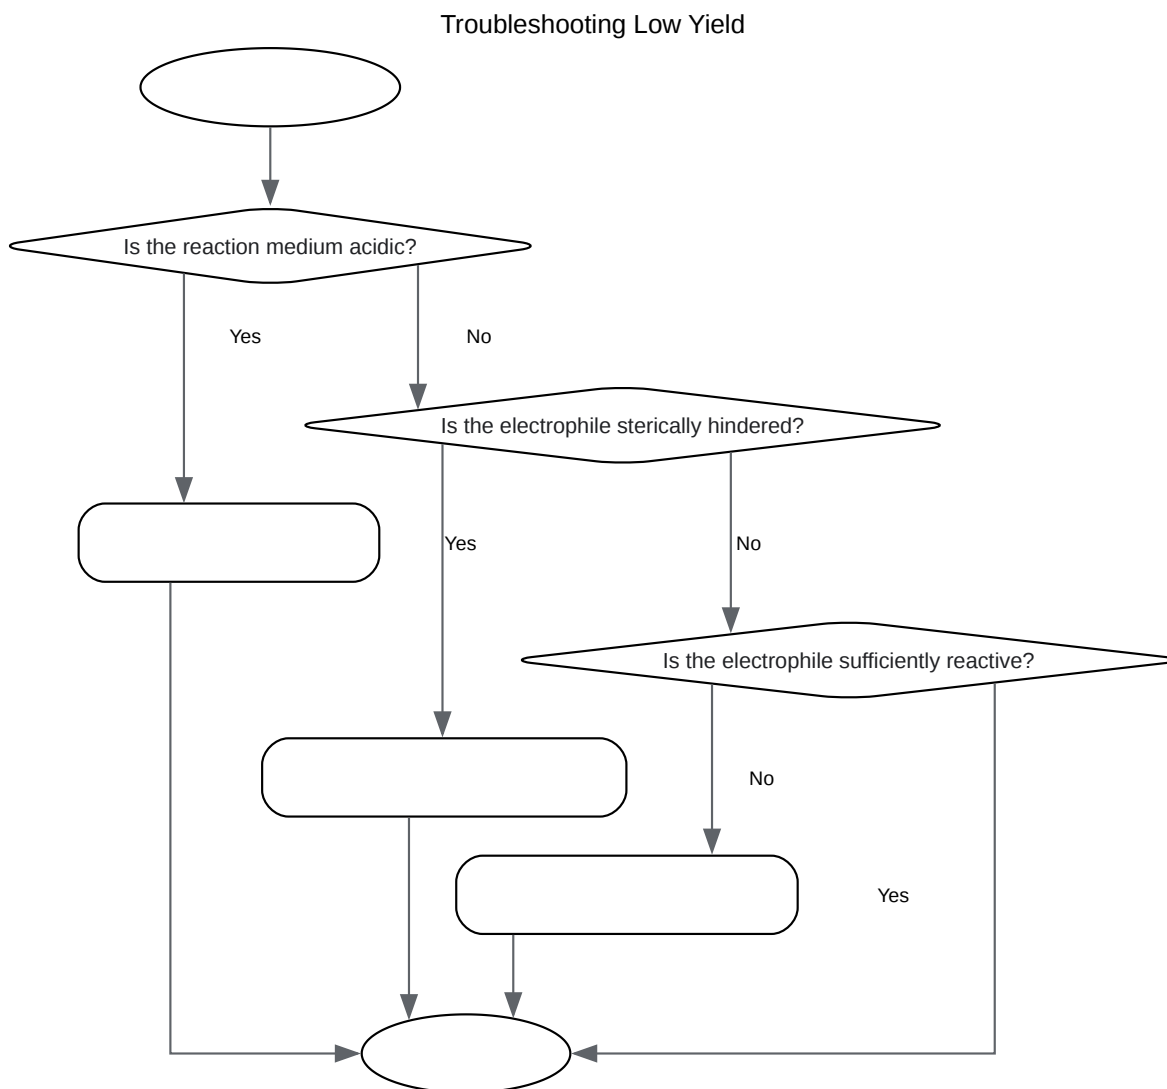 Troubleshooting Low Yield
Is the reaction medium acidic?
Yes
No
Is the electrophile sterically hindered?
Yes
No
Is the electrophile sufficiently reactive?
No
Yes